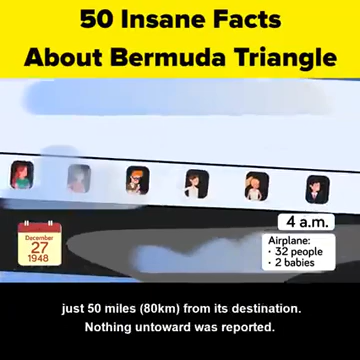 50 Insane Facts
About Bermuda Triangle
4 a.m.
December
27
1948
Airplane:
• 32 people
• 2 babies
just 50 miles (80km) from its destination.
Nothing untoward was reported.